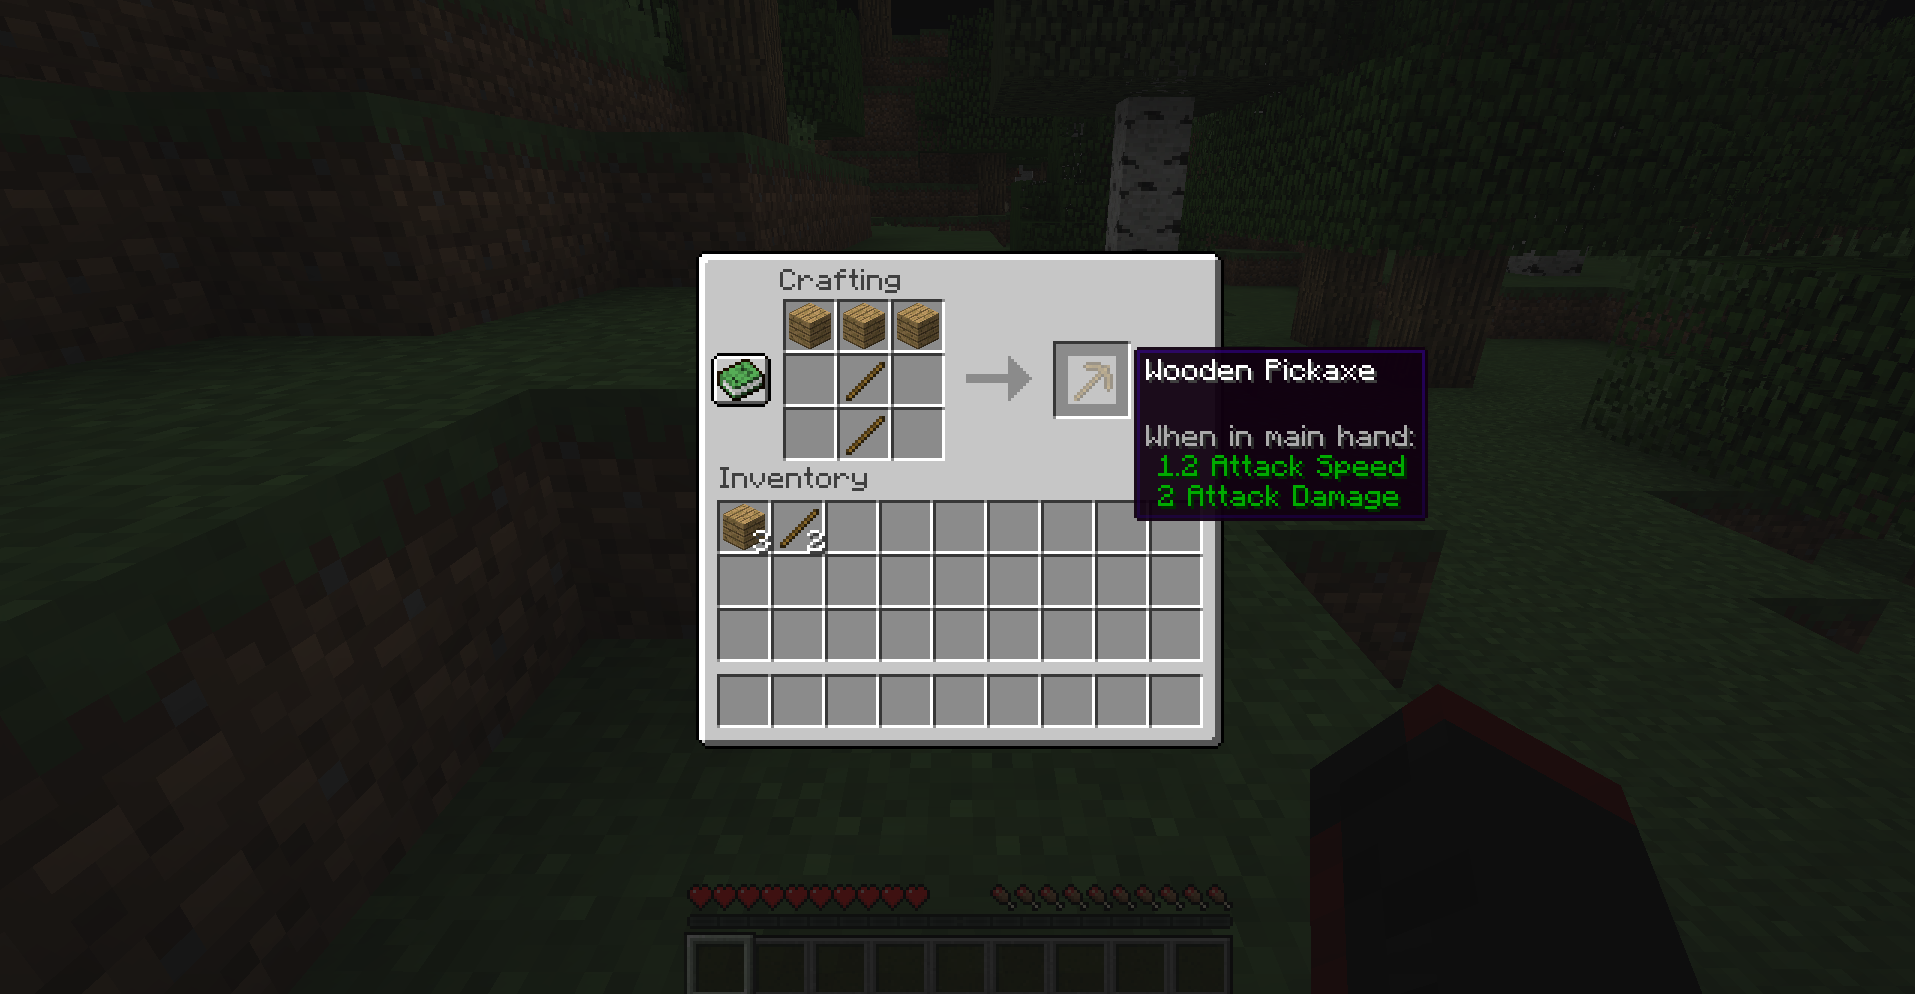 Crafting
Wooden Pickaxe
When in main hand:
1.2 Attack Speed
2 Attack Damage
Inventory
3 2